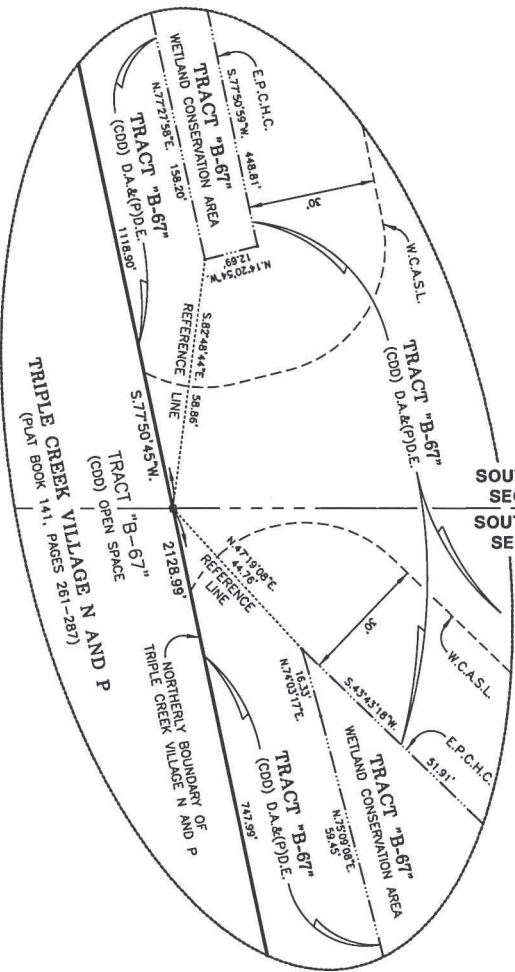 E.P.C.H.C.
S.77°50'59"W. 448.81'
TRACT "B-67"
WETLAND CONSERVATION AREA
N.77°27'58"E. 158.20'
TRACT "B-67"
(CDD) D.A.&(P)D.E.
1118.90'
30'
W.C.A.S.L.
N.14°20'54"W.
12.69'
S.82°48'44"E. 58.86'
REFERENCE LINE
TRACT "B-67"
(CDD) D.A.&(P)D.E.
S.77°50'45"W. 2128.99'
TRACT "B-67"
(CDD) OPEN SPACE
TRIPLE CREEK VILLAGE N AND P
(PLAT BOOK 141, PAGES 261-287)
SOUT
SEC
SOUT
SE
N.47°19'08"E.
44.76'
REFERENCE
LINE
30'
W.C.A.S.L.
S.43°43'18"W. 51.91'
E.P.C.H.C.
16.33'
N.74°03'17"E.
TRACT "B-67"
WETLAND CONSERVATION AREA
N.75°09'08"E.
59.45'
TRACT "B-67"
(CDD) D.A.&(P)D.E.
747.99'
NORTHERLY BOUNDARY OF
TRIPLE CREEK VILLAGE N AND P